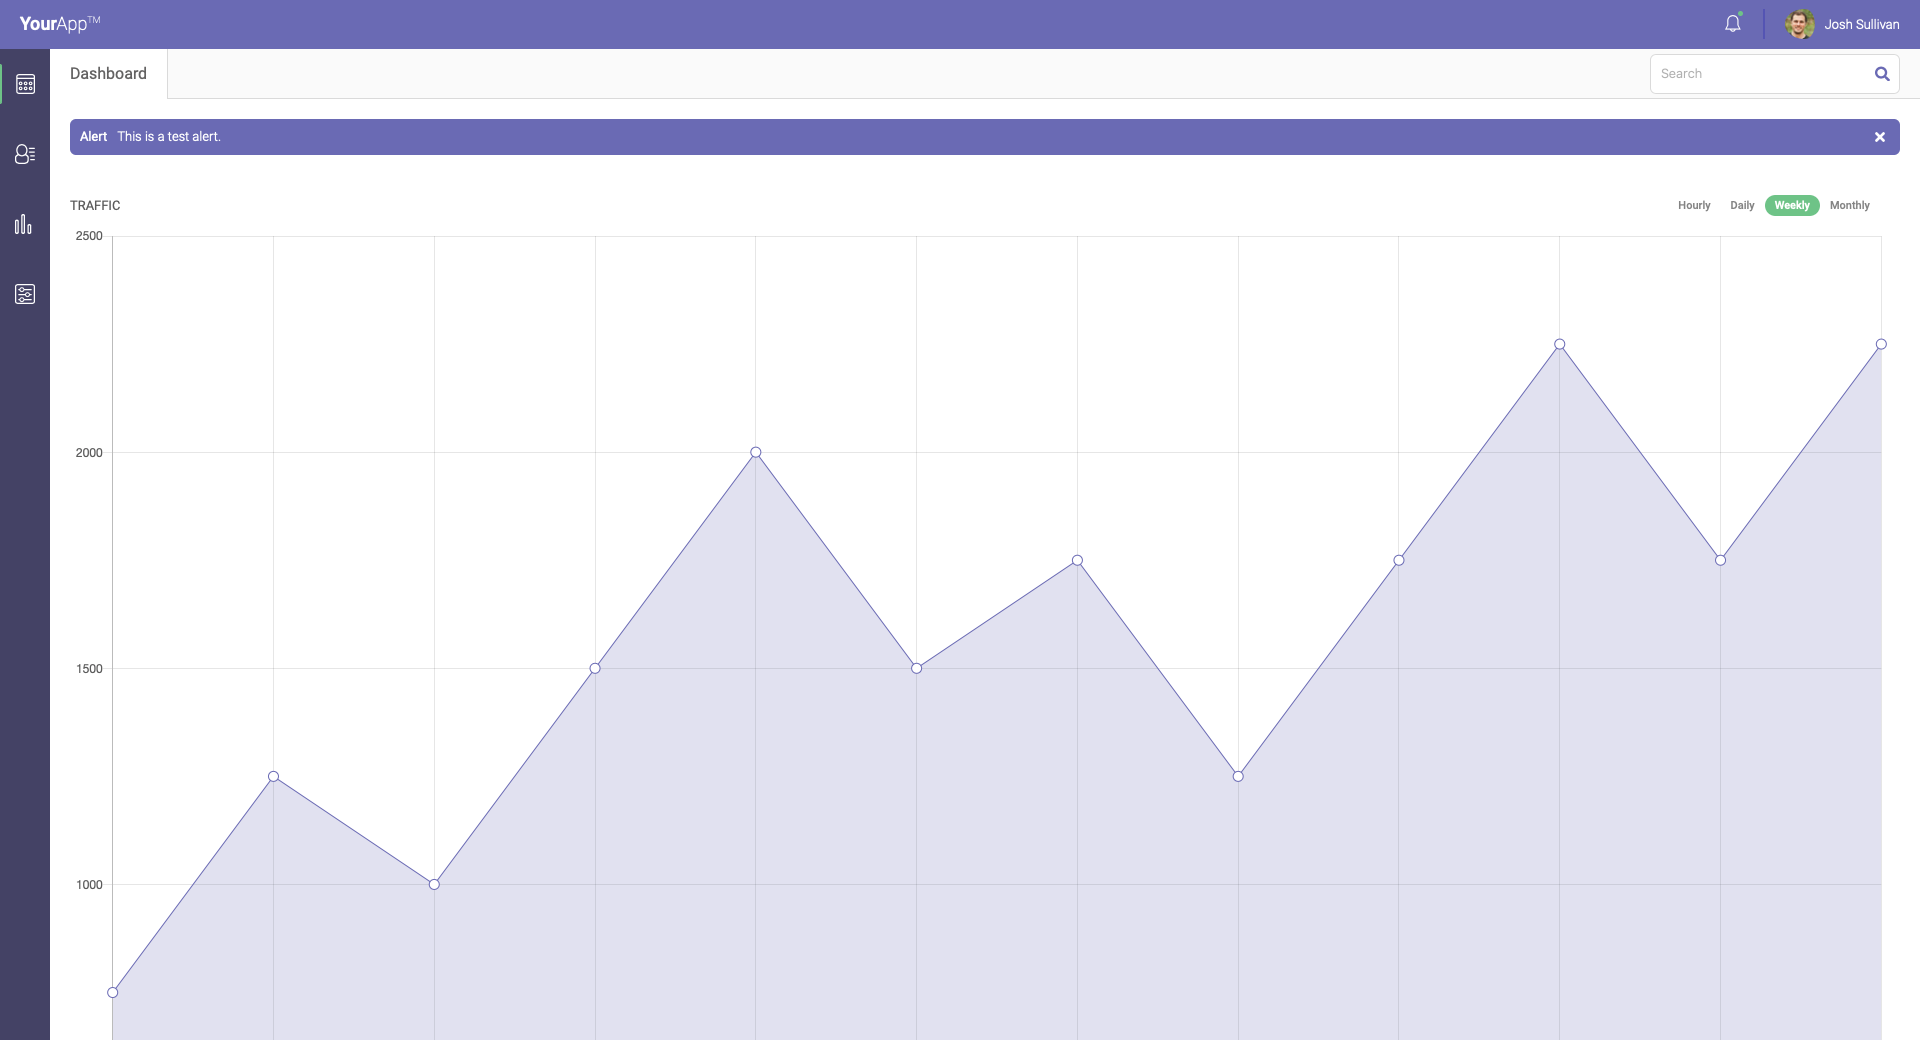 YourApp™
Josh Sullivan
Dashboard
Search
Alert This is a test alert.
TRAFFIC
Hourly Daily Weekly Monthly
2500
2000
1500
1000